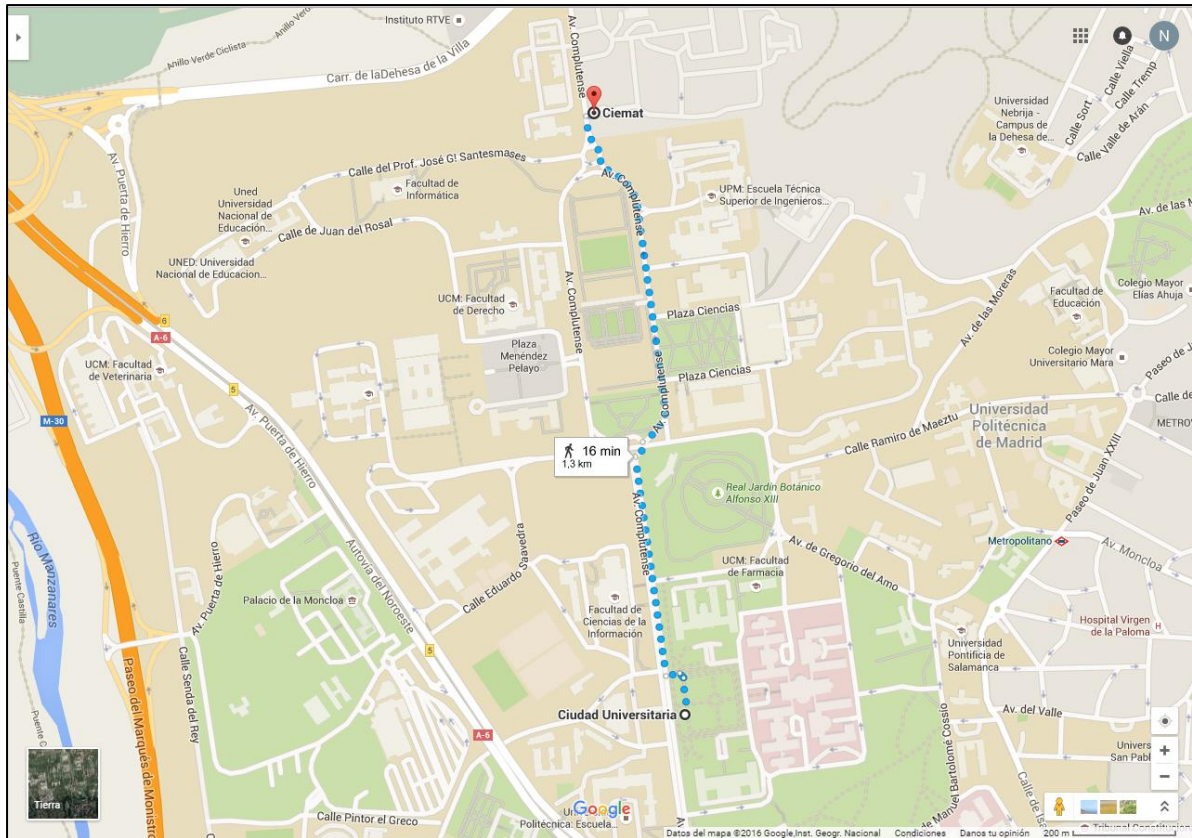 Instituto RTVE
Anillo Verde Ciclista
Anillo Verde
Av. Complutense
Carr. de laDehesa de la Villa
N
Calle Viella
Calle Tremp
Calle Sort
Calle Valle de Arán
Universidad
Nebrija -
Campus de
la Dehesa de...
Ciemat
Av. Puerta de Hierro
Calle del Prof. José G! Santesmases
Facultad de
Informática
Av. Complutense
UPM: Escuela Técnica
Superior de Ingenieros...
Uned
Universidad
Nacional de
Educación...
Calle de Juan del Rosal
UNED: Universidad
Nacional de Educacion...
Av. de las M
Colegio Mayor
Elías Ahuja
Facultad de
Educación
Av. de las Moreras
UCM: Facultad
de Derecho
Av. Complutense
Plaza Ciencias
Plaza
Menéndez
Pelayo
6
A-6
UCM: Facultad
de Veterinaria
5
M-30
Av. Puerta de Hierro
Av. Complutense
Plaza Ciencias
Colegio Mayor
Universitario Mara
Paseo de J
Calle de
METRO
Universidad
Politécnica
de Madrid
Calle Ramiro de Maeztu
Paseo de Juan XXIII
16 min
1,3 km
Real Jardín Botánico
Alfonso XIII
Av. Complutense
Río Manzanares
Puente Castilla
Autovía del Noroeste
Calle Eduardo Saavedra
Metropolitano
Av. Moncloa
Av. de Gregorio del Amo
UCM: Facultad
de Farmacia
Av. Puerta de Hierro
Palacio de la Moncloa
Facultad de
Ciencias de la
Información
Hospital Virgen
de la Paloma
H
Universidad
Pontificia de
Salamanca
5
Calle Senda del Rey
Paseo del Marqués de Monistro
Ciudad Universitaria
A-6
Av. del Valle
Univers
San Pabl
de Manuel Bartolomé Cossío
Calle de Isa
Tierra
Calle Pintor el Greco
Google
Politécnica: Escuela...
Tribunal Constitucion
Datos del mapa ©2016 Google,Inst. Geogr. Nacional
Condiciones
Danos tu opinión
200 m